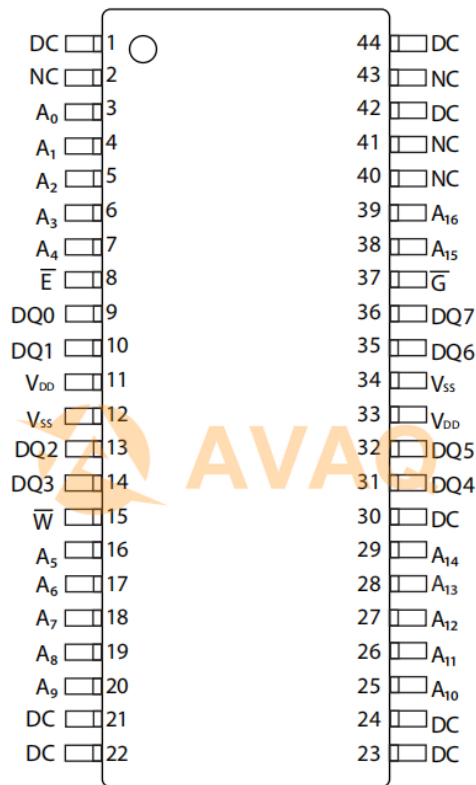 DC 1 44 DC
NC 2 43 NC
A₀ 3 42 DC
A₁ 4 41 NC
A₂ 5 40 NC
A₃ 6 39 A₁₆
A₄ 7 38 A₁₅
E̅ 8 37 G̅
DQ0 9 36 DQ7
DQ1 10 35 DQ6
V_DD 11 34 V_SS
V_SS 12 33 V_DD
DQ2 13 32 DQ5
DQ3 14 31 DQ4
W̅ 15 30 DC
A₅ 16 29 A₁₄
A₆ 17 28 A₁₃
A₇ 18 27 A₁₂
A₈ 19 26 A₁₁
A₉ 20 25 A₁₀
DC 21 24 DC
DC 22 23 DC
AVAQ